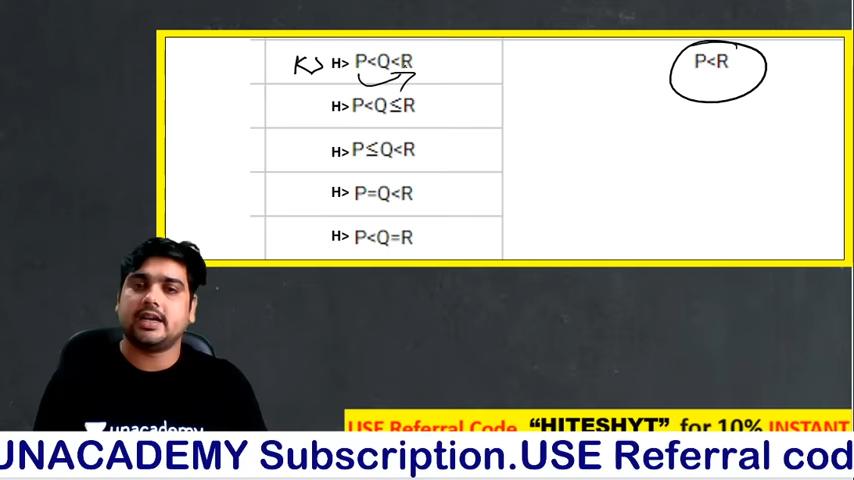 K> H> P<Q<R
P<R
H> P<Q≤R
H> P≤Q<R
H> P=Q<R
H> P<Q=R
unacademy
USE Referral Code "HITESHYT" for 10% INSTANT
UNACADEMY Subscription.USE Referral cod